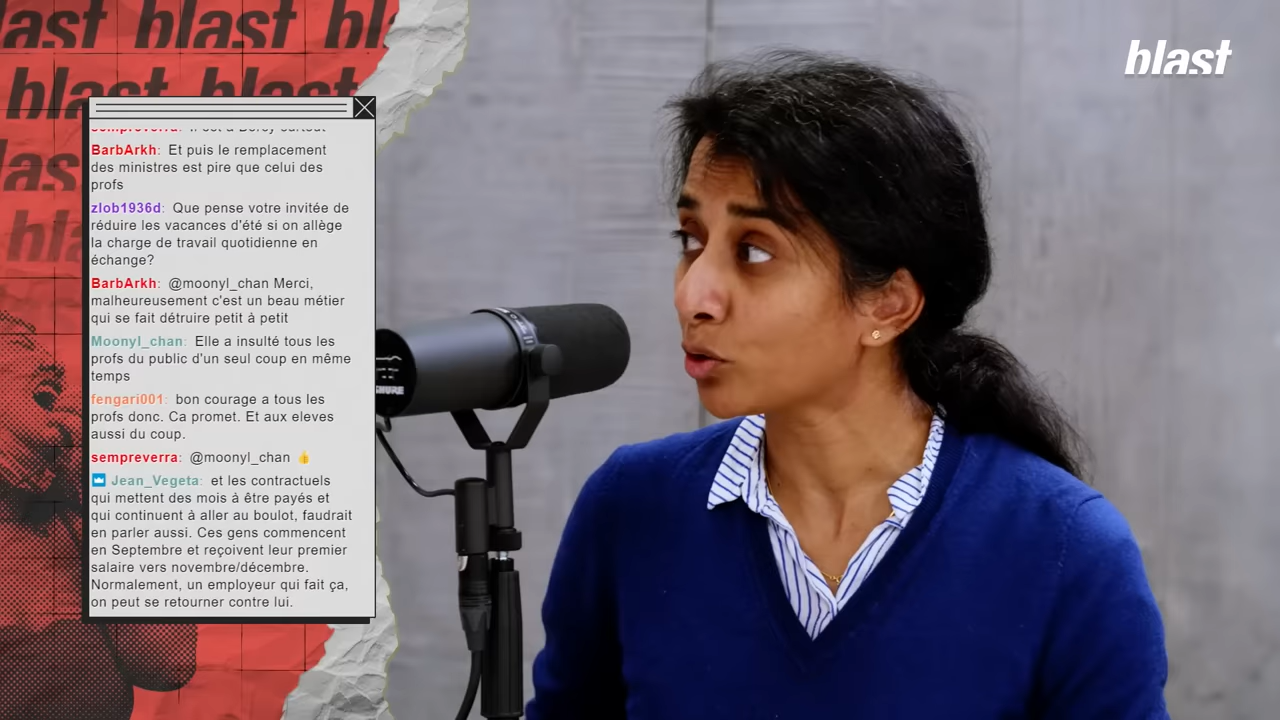 blast blast bl
blast blast
blast
BarbArkh: Et puis le remplacement
des ministres est pire que celui des
profs
zlob1936d: Que pense votre invitée de
réduire les vacances d'été si on allège
la charge de travail quotidienne en
échange?
BarbArkh: @moonyl_chan Merci,
malheureusement c'est un beau métier
qui se fait détruire petit à petit
Moonyl_chan: Elle a insulté tous les
profs du public d'un seul coup en même
temps
fengari001: bon courage a tous les
profs donc. Ca promet. Et aux eleves
aussi du coup.
sempreverra: @moonyl_chan 👍
Jean_Vegeta: et les contractuels
qui mettent des mois à être payés et
qui continuent à aller au boulot, faudrait
en parler aussi. Ces gens commencent
en Septembre et reçoivent leur premier
salaire vers novembre/décembre.
Normalement, un employeur qui fait ça,
on peut se retourner contre lui.
SHURE